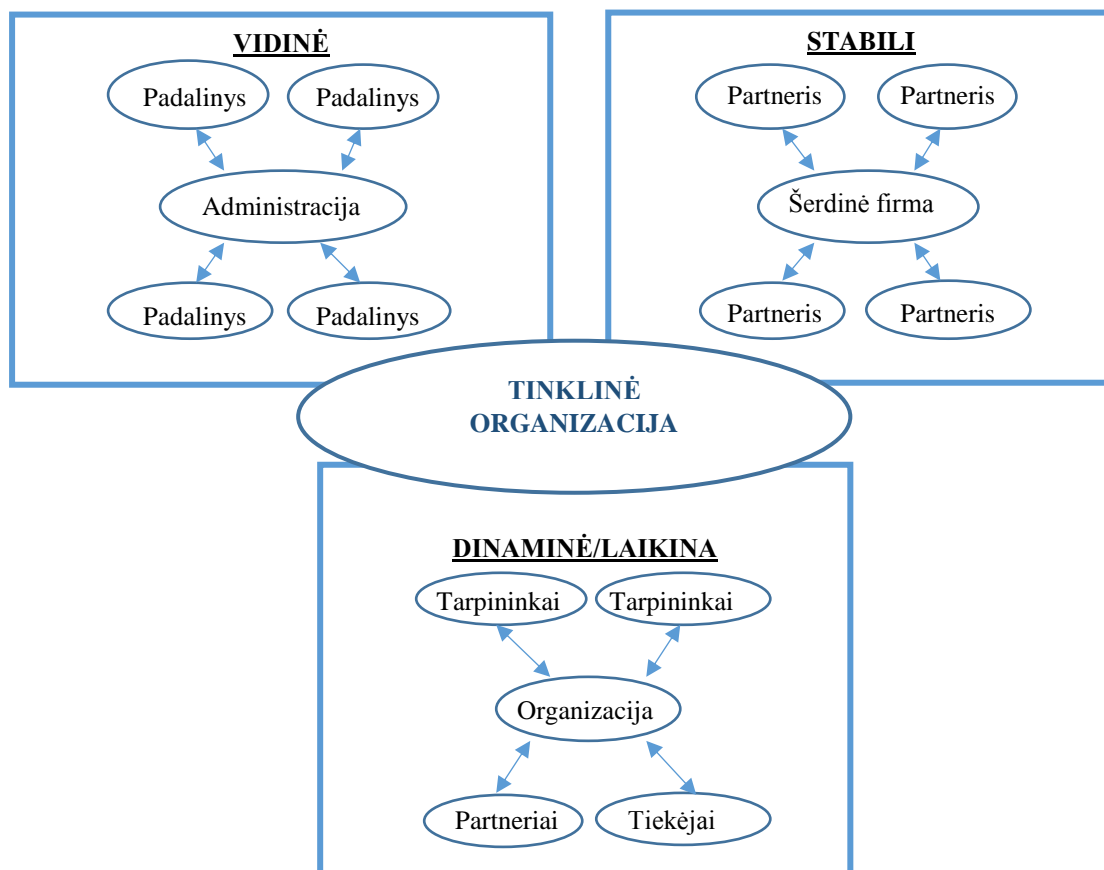 VIDINĖ
Padalinys
Padalinys
Administracija
Padalinys
Padalinys
STABILI
Partneris
Partneris
Šerdinė firma
Partneris
Partneris
TINKLINĖ
ORGANIZACIJA
DINAMINĖ/LAIKINA
Tarpininkai
Tarpininkai
Organizacija
Partneriai
Tiekėjai